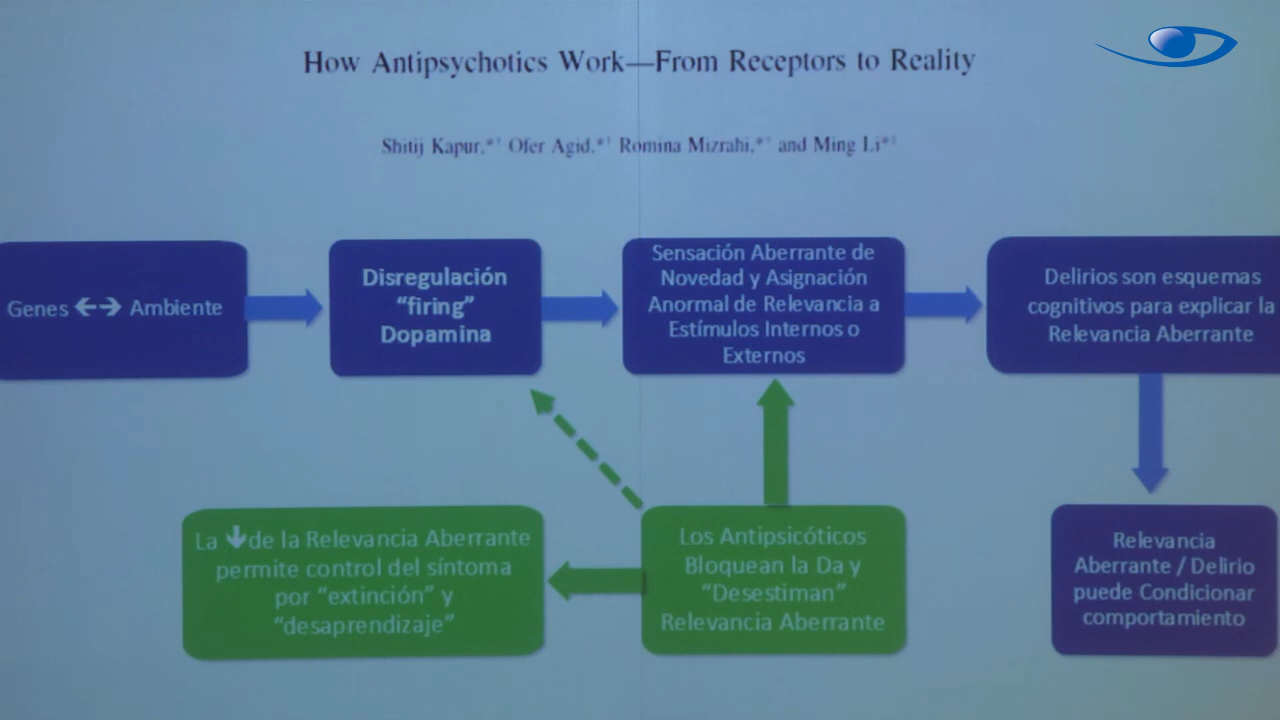 How Antipsychotics Work—From Receptors to Reality
Shitij Kapur,*† Ofer Agid,*† Romina Mizrahi,*† and Ming Li*‡
Genes ↔ Ambiente
Disregulación
“firing”
Dopamina
Sensación Aberrante de
Novedad y Asignación
Anormal de Relevancia a
Estímulos Internos o
Externos
Delirios son esquemas
cognitivos para explicar la
Relevancia Aberrante
La ↓ de la Relevancia Aberrante
permite control del síntoma
por “extinción” y
“desaprendizaje”
Los Antipsicóticos
Bloquean la Da y
“Desestiman”
Relevancia Aberrante
Relevancia
Aberrante / Delirio
puede Condicionar
comportamiento